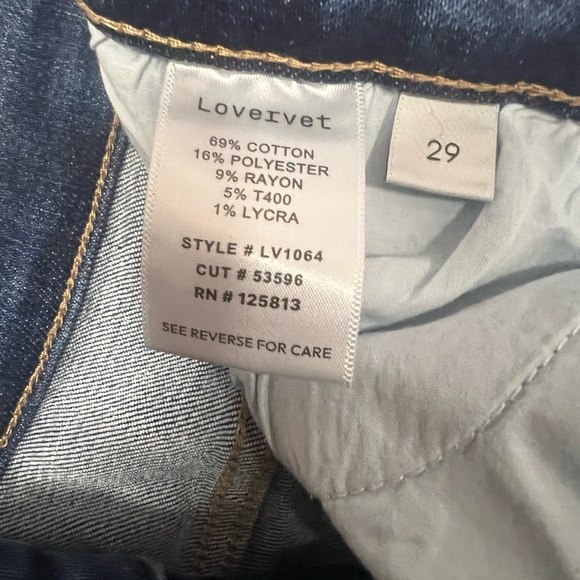 Lovervet
69% COTTON
16% POLYESTER
9% RAYON
5% T400
1% LYCRA
STYLE # LV1064
CUT # 53596
RN # 125813
SEE REVERSE FOR CARE
29